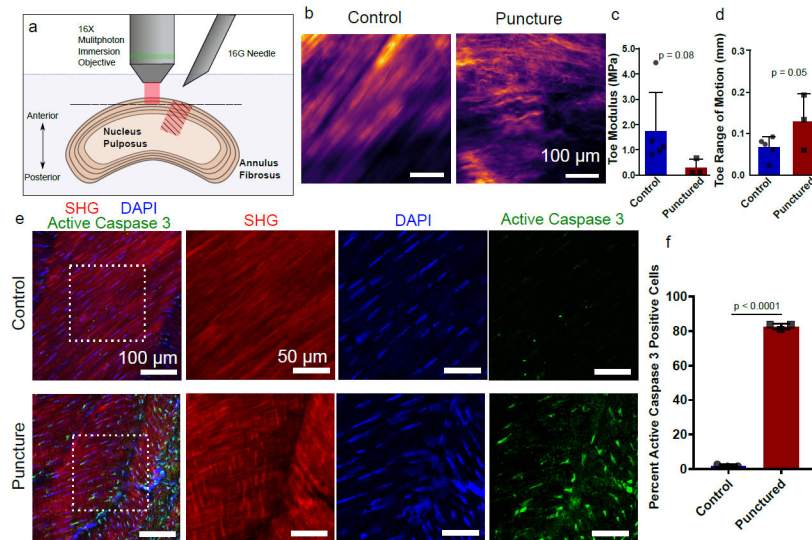 a
16X
Mulitphoton
Immersion
Objective
16G Needle
Anterior
Posterior
Nucleus
Pulposus
Annulus
Fibrosus
b
Control
Puncture
100 µm
c
Toe Modulus (MPa)
5.0
4.0
3.0
2.0
1.0
0.0
p = 0.08
Control
Punctured
d
Toe Range of Motion (mm)
0.3
0.2
0.1
0.0
p = 0.05
Control
Punctured
e
SHG DAPI
Active Caspase 3
SHG
DAPI
Active Caspase 3
Control
100 µm
50 µm
Puncture
f
Percent Active Caspase 3 Positive Cells
100
80
60
40
20
0
p < 0.0001
Control
Punctured